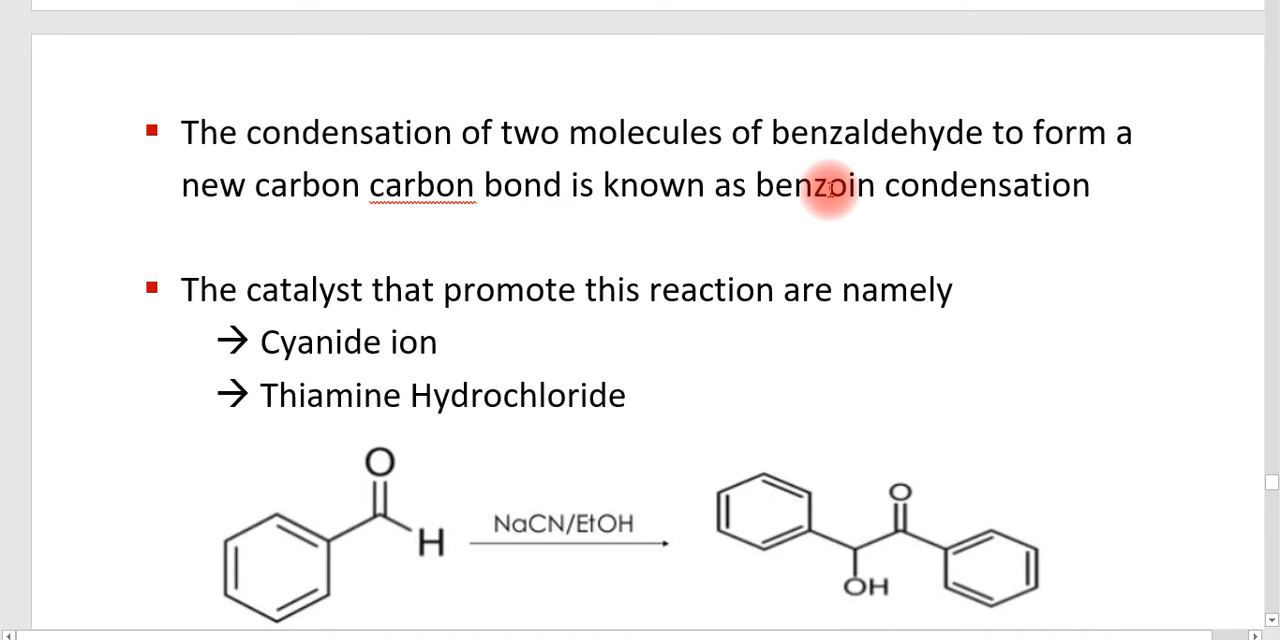 The condensation of two molecules of benzaldehyde to form a
new carbon carbon bond is known as benzoin condensation
The catalyst that promote this reaction are namely
→ Cyanide ion
→ Thiamine Hydrochloride
O
H
NaCN/EtOH
O
OH